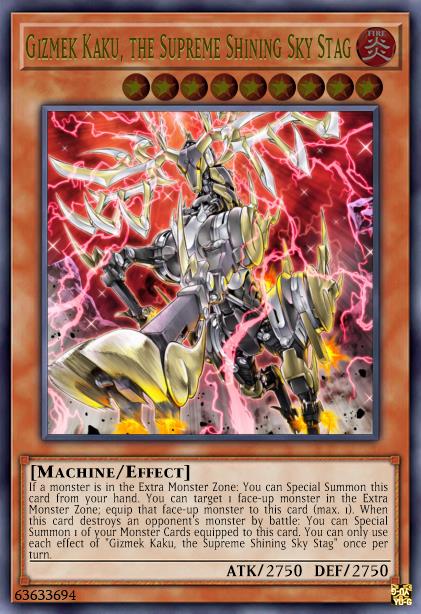 Gizmek Kaku, the Supreme Shining Sky Stag
FIRE
炎
[Machine/Effect]
If a monster is in the Extra Monster Zone: You can Special Summon this
card from your hand. You can target 1 face-up monster in the Extra
Monster Zone; equip that face-up monster to this card (max. 1). When
this card destroys an opponent's monster by battle: You can Special
Summon 1 of your Monster Cards equipped to this card. You can only use
each effect of "Gizmek Kaku, the Supreme Shining Sky Stag" once per
turn.
ATK/2750 DEF/2750
63633694